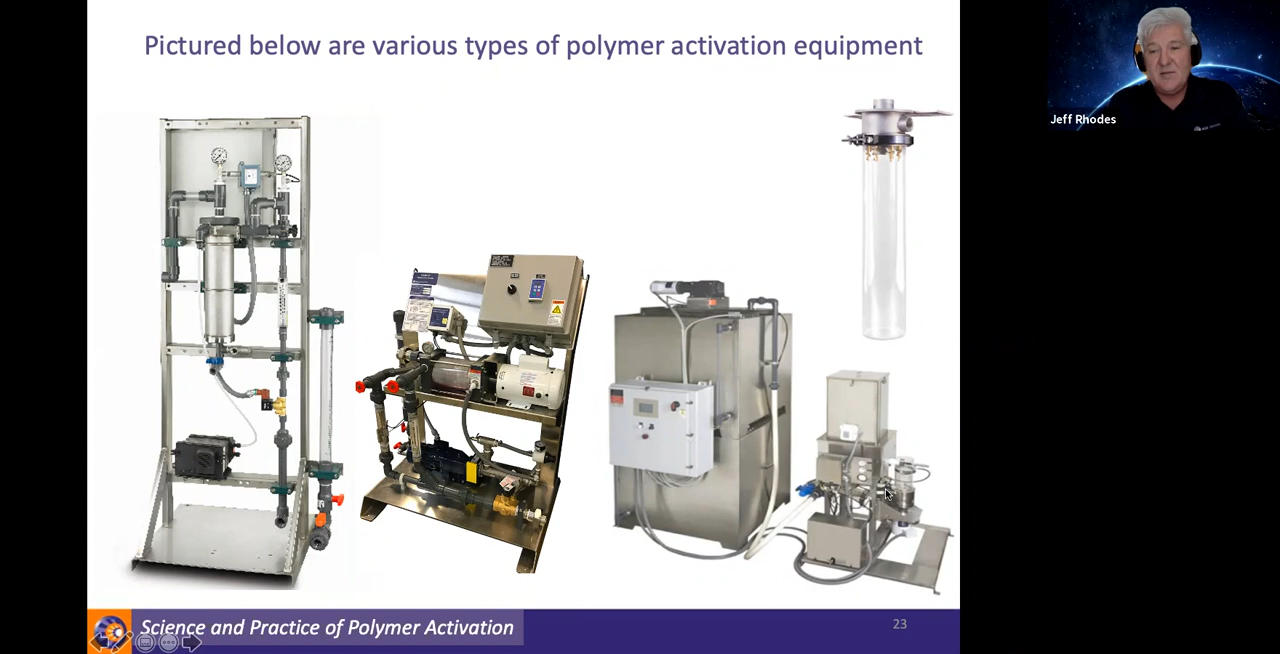 Pictured below are various types of polymer activation equipment
Jeff Rhodes
Science and Practice of Polymer Activation
23